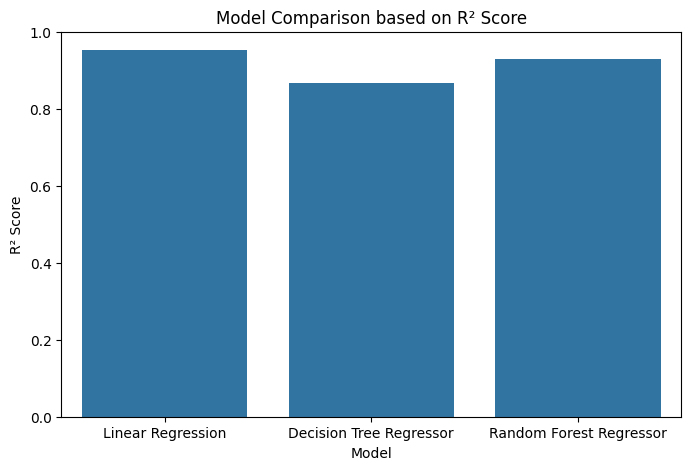 Model Comparison based on R² Score
R² Score
1.0
0.8
0.6
0.4
0.2
0.0
Linear Regression
Decision Tree Regressor
Random Forest Regressor
Model